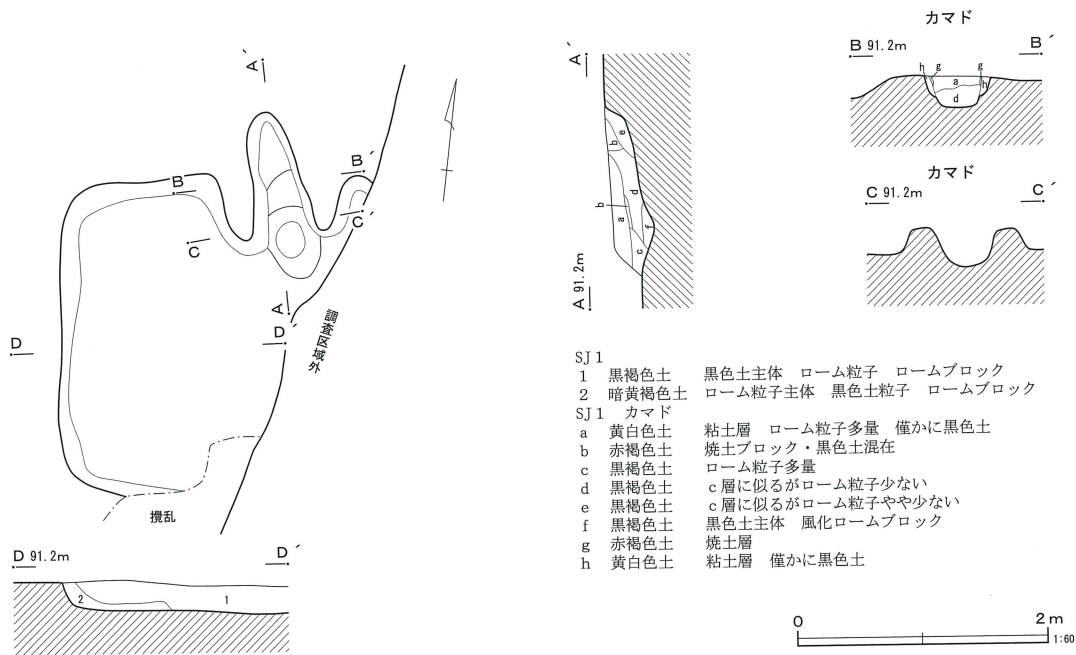 A´
B´
B
C´
C
A
D´
D
調査区域外
攪乱
D 91.2m D´
2 1
A´
e
b
d
b
a
f
c
A 91.2m
カマド
B 91.2m B´
h g g
a h
d
カマド
C 91.2m C´
SJ1
1 黒褐色土 黒色土主体 ローム粒子 ロームブロック
2 暗黄褐色土 ローム粒子主体 黒色土粒子 ロームブロック
SJ1 カマド
a 黄白色土 粘土層 ローム粒子多量 僅かに黒色土
b 赤褐色土 焼土ブロック・黒色土混在
c 黒褐色土 ローム粒子多量
d 黒褐色土 c層に似るがローム粒子少ない
e 黒褐色土 c層に似るがローム粒子やや少ない
f 黒褐色土 黒色土主体 風化ロームブロック
g 赤褐色土 焼土層
h 黄白色土 粘土層 僅かに黒色土
0 2m
1:60